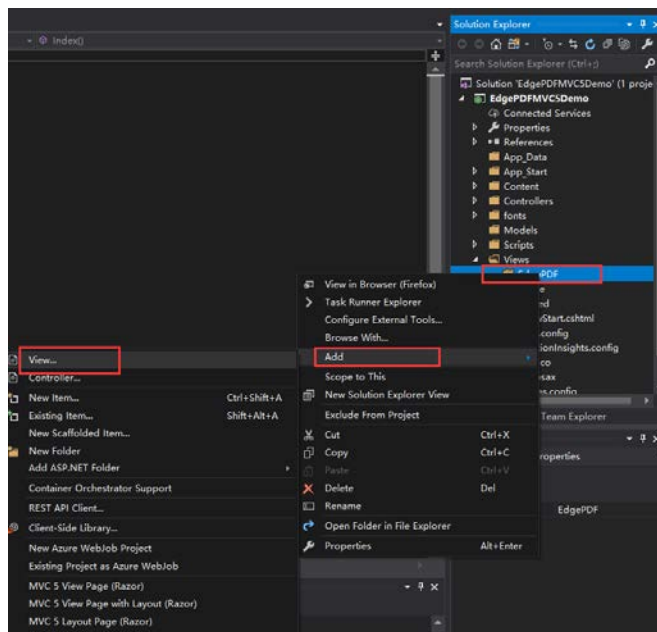 Index()
Solution Explorer
Search Solution Explorer (Ctrl+;)
Solution 'EdgePDFMVC5Demo' (1 proje
EdgePDFMVC5Demo
Connected Services
Properties
References
App_Data
App_Start
Content
Controllers
fonts
Models
Scripts
Views
PDF
View in Browser (Firefox)
Task Runner Explorer
Configure External Tools...
Browse With...
Add
Scope to This
New Solution Explorer View
Exclude From Project
Cut Ctrl+X
Copy Ctrl+C
Paste Ctrl+V
Delete Del
Rename
Open Folder in File Explorer
Properties Alt+Enter
Start.cshtml
.config
ionInsights.config
co
sax
Team Explorer
roperties
EdgePDF
View...
Controller...
New Item... Ctrl+Shift+A
Existing Item... Shift+Alt+A
New Scaffolded Item...
New Folder
Add ASP.NET Folder
Container Orchestrator Support
REST API Client...
Client-Side Library...
New Azure WebJob Project
Existing Project as Azure WebJob
MVC 5 View Page (Razor)
MVC 5 View Page with Layout (Razor)
MVC 5 Layout Page (Razor)